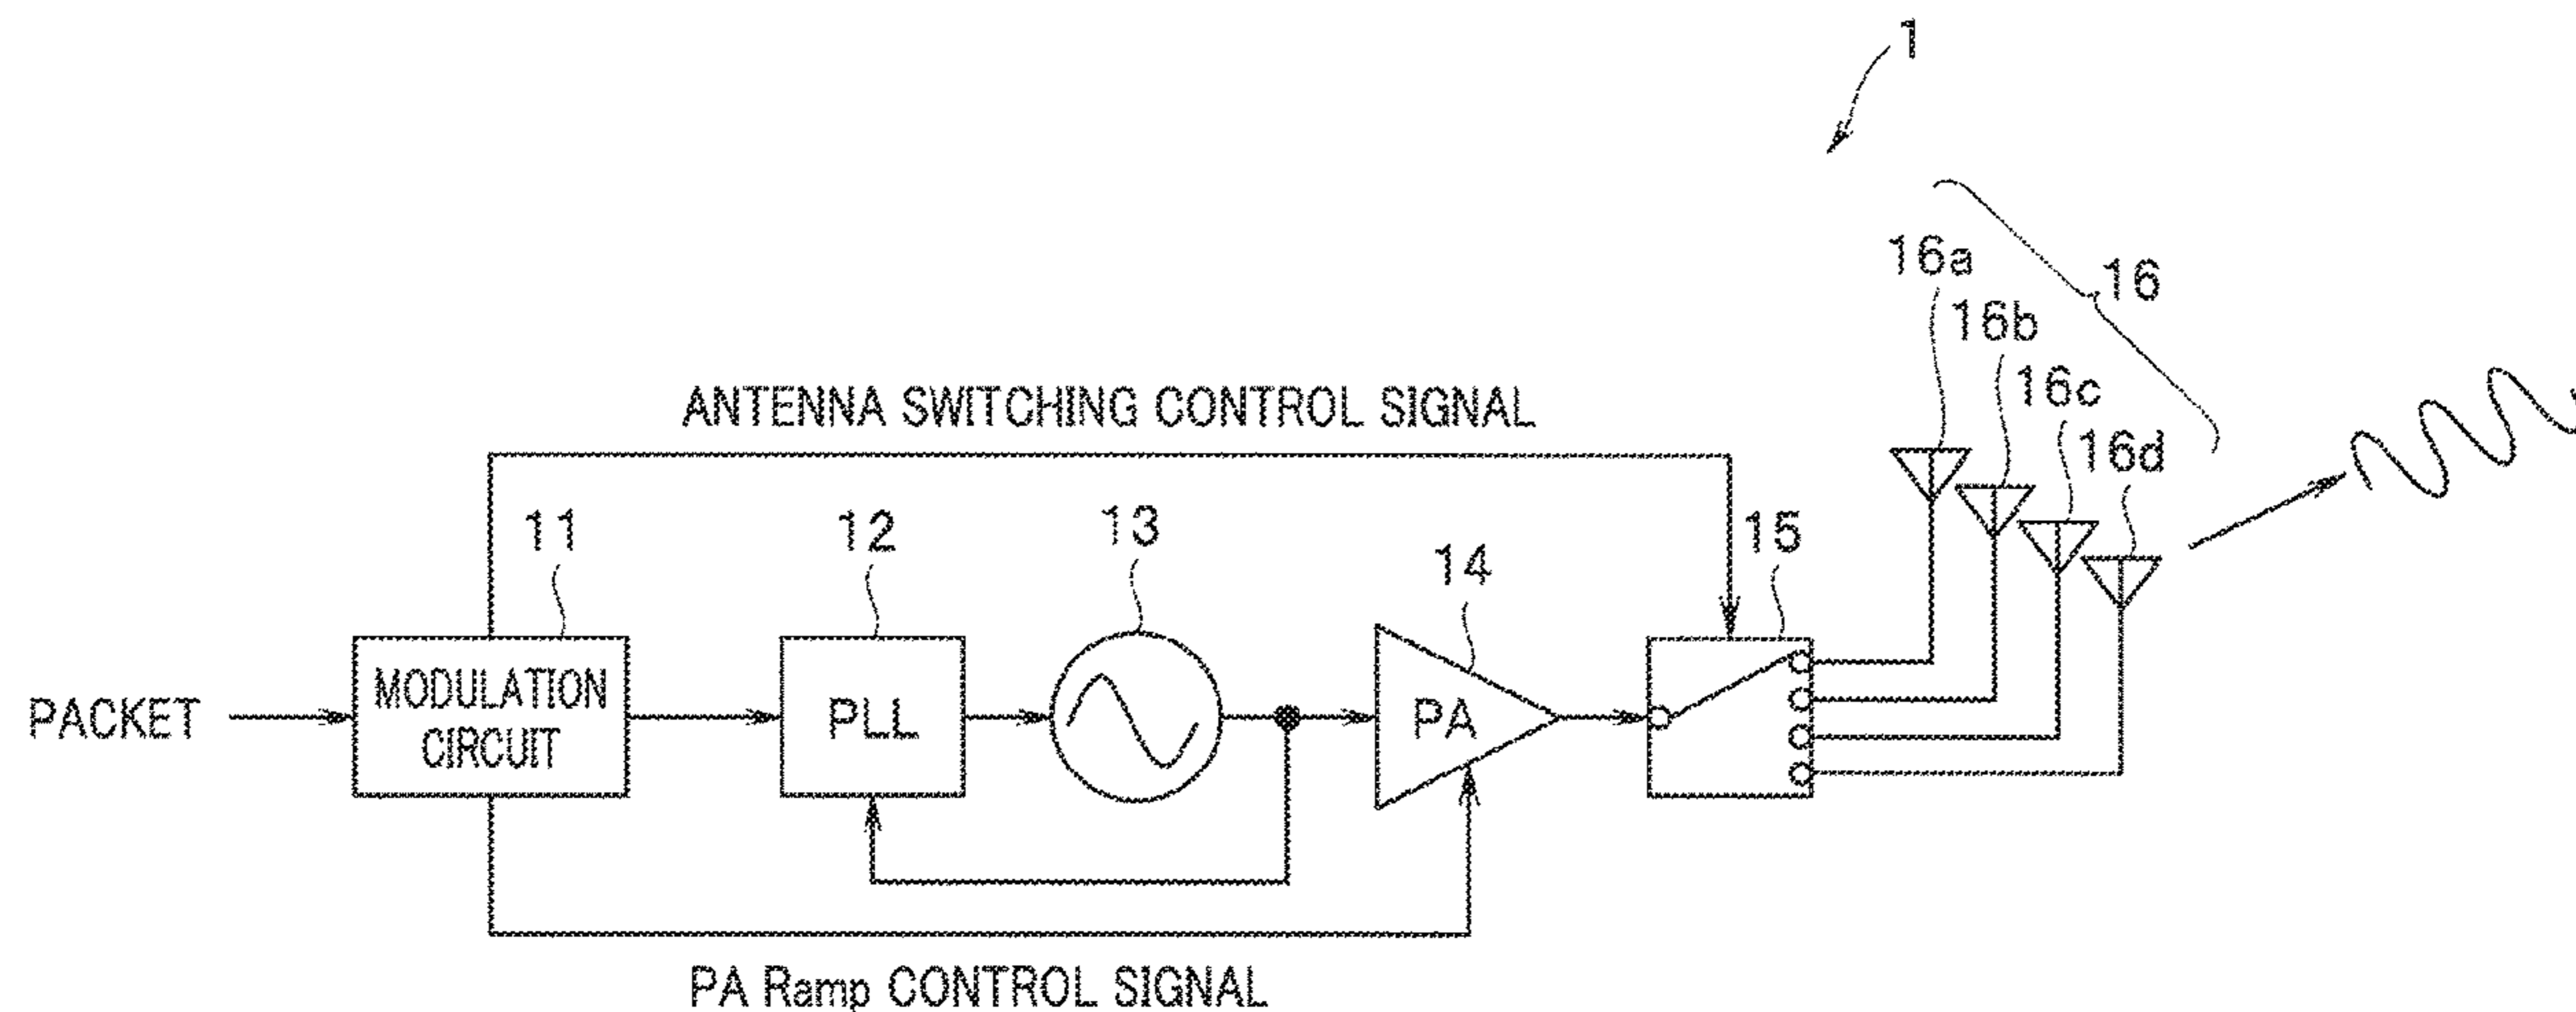 1
16a
16
16b
16c
16d
ANTENNA SWITCHING CONTROL SIGNAL
11
12
13
14
15
PACKET
MODULATION
CIRCUIT
PLL
PA
PA Ramp CONTROL SIGNAL